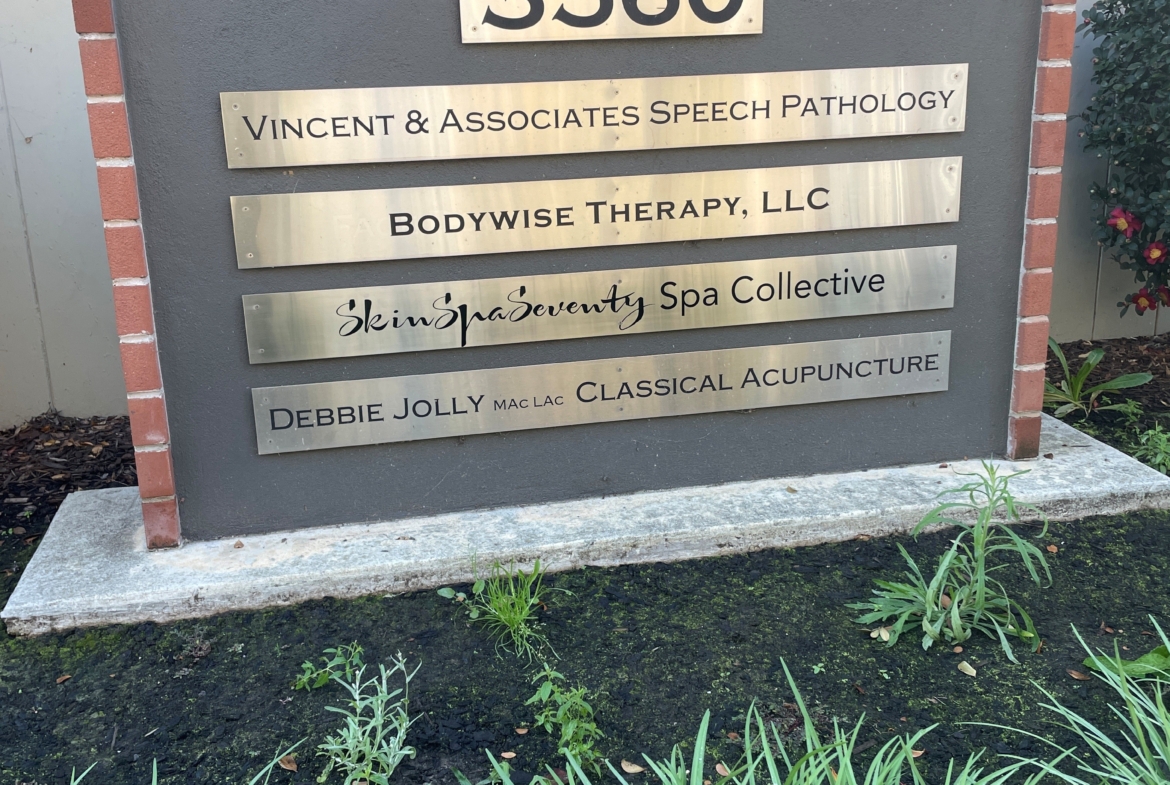 Vincent & Associates Speech Pathology
Bodywise Therapy, LLC
SkinSpaSeventy Spa Collective
Debbie Jolly MAc LAc Classical Acupuncture